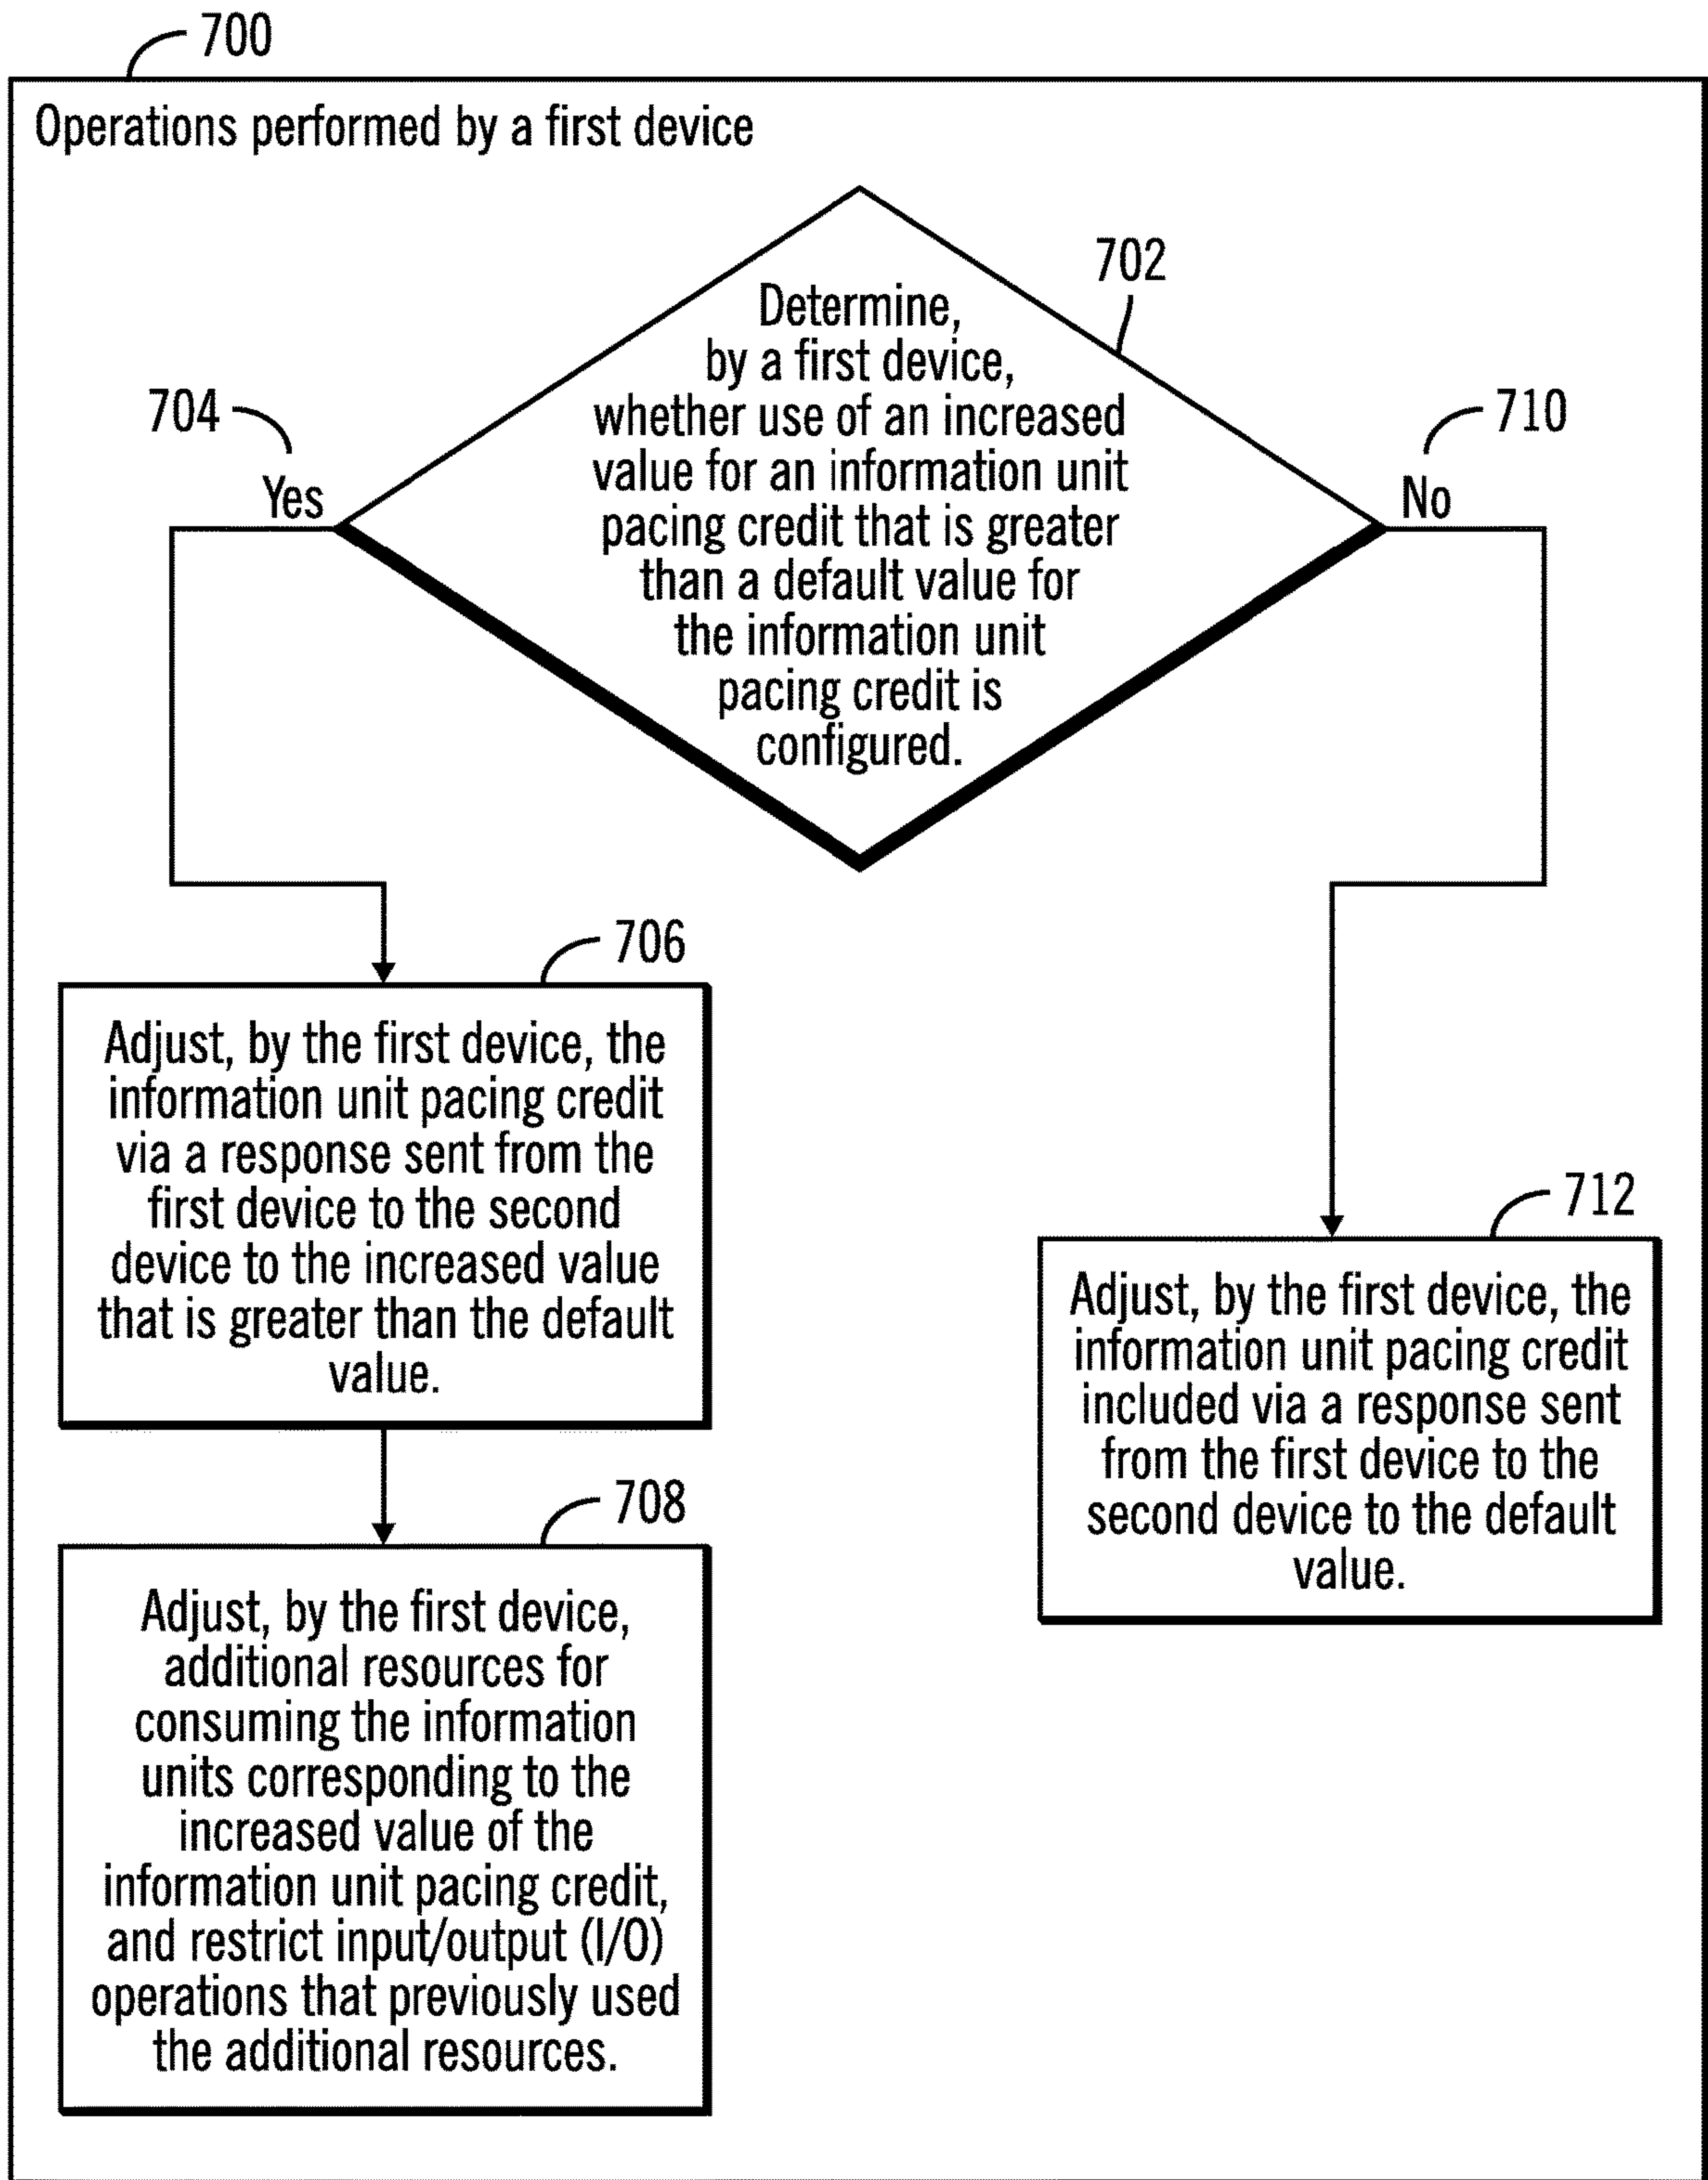 700
Operations performed by a first device
702
Determine,
by a first device,
whether use of an increased
value for an information unit
pacing credit that is greater
than a default value for
the information unit
pacing credit is
configured.
704
Yes
710
No
706
Adjust, by the first device, the
information unit pacing credit
via a response sent from the
first device to the second
device to the increased value
that is greater than the default
value.
708
Adjust, by the first device,
additional resources for
consuming the information
units corresponding to the
increased value of the
information unit pacing credit,
and restrict input/output (I/O)
operations that previously used
the additional resources.
712
Adjust, by the first device, the
information unit pacing credit
included via a response sent
from the first device to the
second device to the default
value.